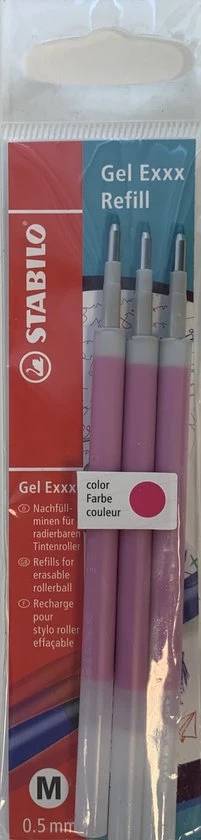 Gel Exxx
Refill
STABILO
color
Farbe
couleur
Gel Exxx
D Nachfüll-
minen für
radierbaren
Tintenroller
GB Refills for
erasable
rollerball
F Recharge
pour
stylo roller
effaçable
M
0.5 mm